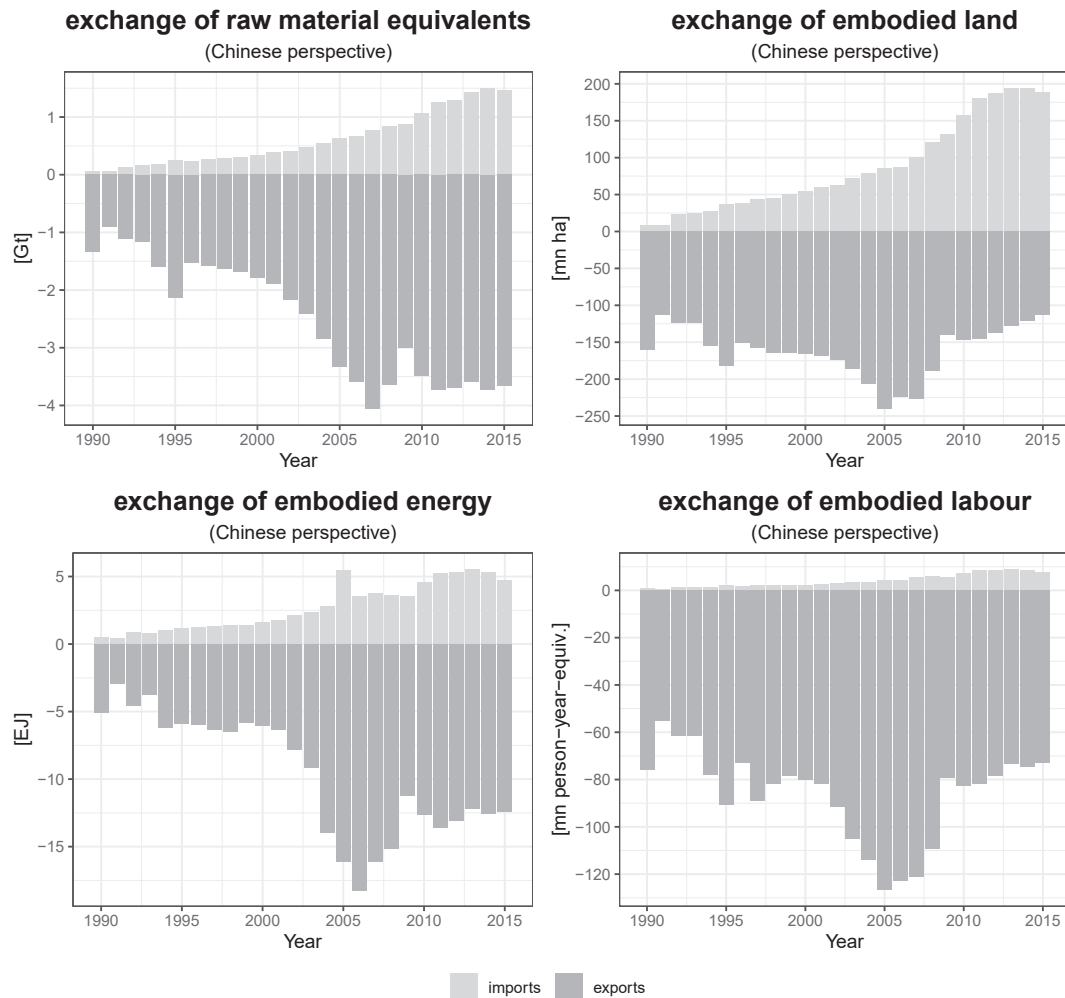 exchange of raw material equivalents
(Chinese perspective)
[Gt]
1
0
−1
−2
−3
−4
1990 1995 2000 2005 2010 2015
Year
exchange of embodied land
(Chinese perspective)
[mn ha]
200
150
100
50
0
−50
−100
−150
−200
−250
1990 1995 2000 2005 2010 2015
Year
exchange of embodied energy
(Chinese perspective)
[EJ]
5
0
−5
−10
−15
1990 1995 2000 2005 2010 2015
Year
exchange of embodied labour
(Chinese perspective)
[mn person−year−equiv.]
0
−20
−40
−60
−80
−100
−120
1990 1995 2000 2005 2010 2015
Year
imports exports